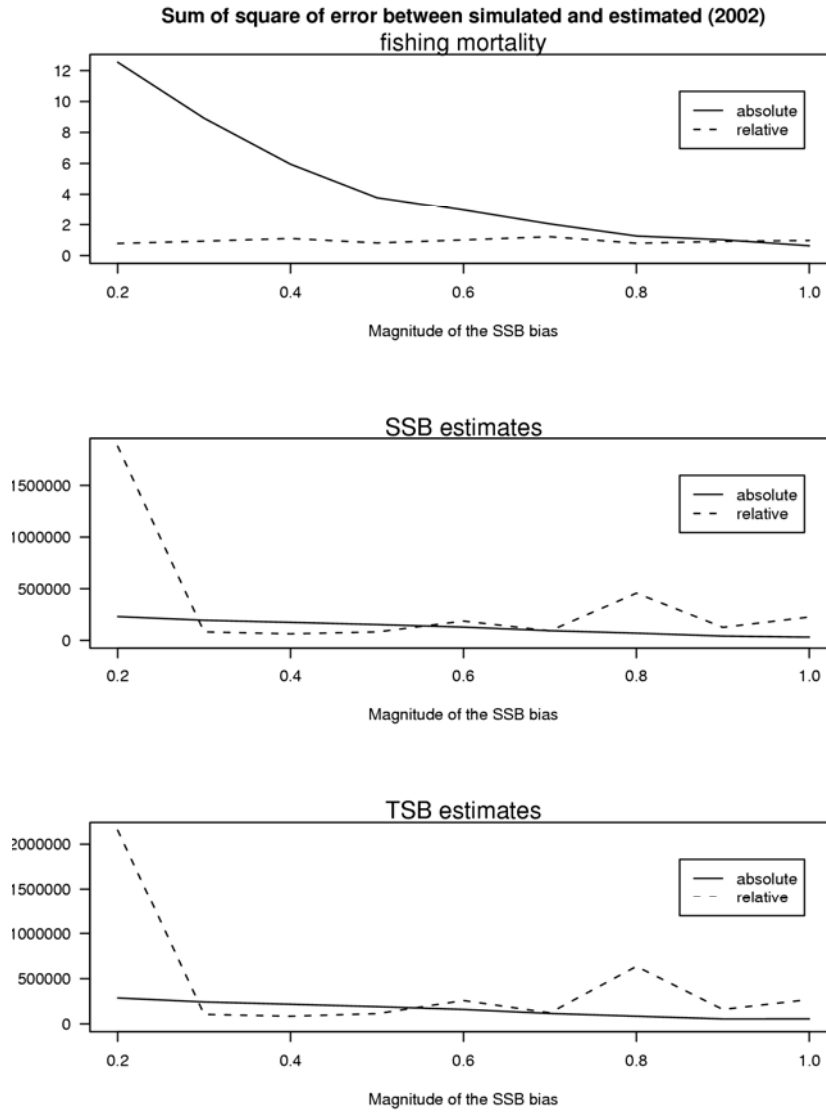 Sum of square of error between simulated and estimated (2002)
fishing mortality
12
10
8
6
4
2
0
absolute
relative
0.2 0.4 0.6 0.8 1.0
Magnitude of the SSB bias
SSB estimates
1500000
1000000
500000
0
absolute
relative
0.2 0.4 0.6 0.8 1.0
Magnitude of the SSB bias
TSB estimates
2000000
1500000
1000000
500000
0
absolute
relative
0.2 0.4 0.6 0.8 1.0
Magnitude of the SSB bias